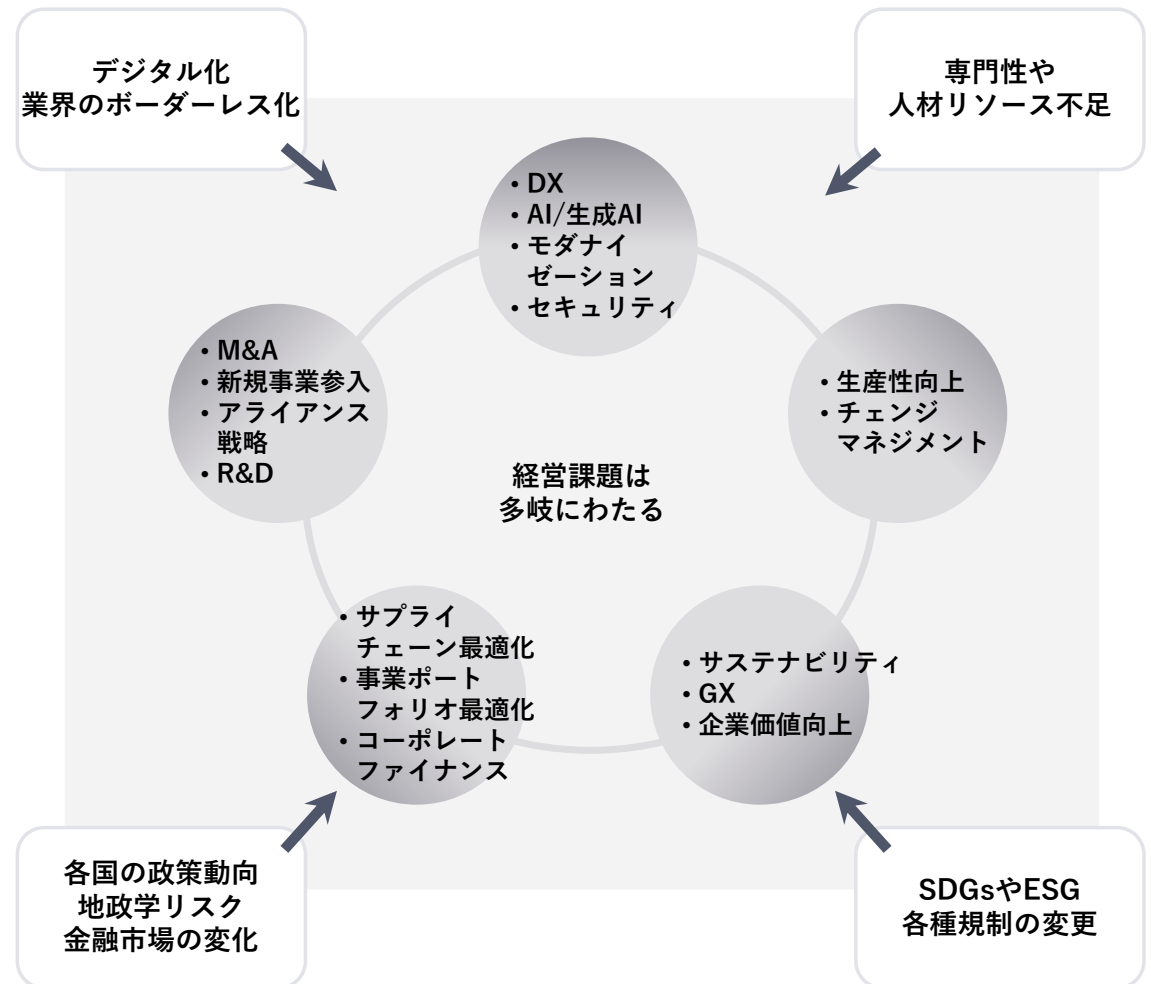 デジタル化
業界のボーダーレス化
専門性や
人材リソース不足
・DX
・AI/生成AI
・モダナイ
ゼーション
・セキュリティ
・M&A
・新規事業参入
・アライアンス
戦略
・R&D
・生産性向上
・チェンジ
マネジメント
経営課題は
多岐にわたる
・サプライ
チェーン最適化
・事業ポート
フォリオ最適化
・コーポレート
ファイナンス
・サステナビリティ
・GX
・企業価値向上
各国の政策動向
地政学リスク
金融市場の変化
SDGsやESG
各種規制の変更